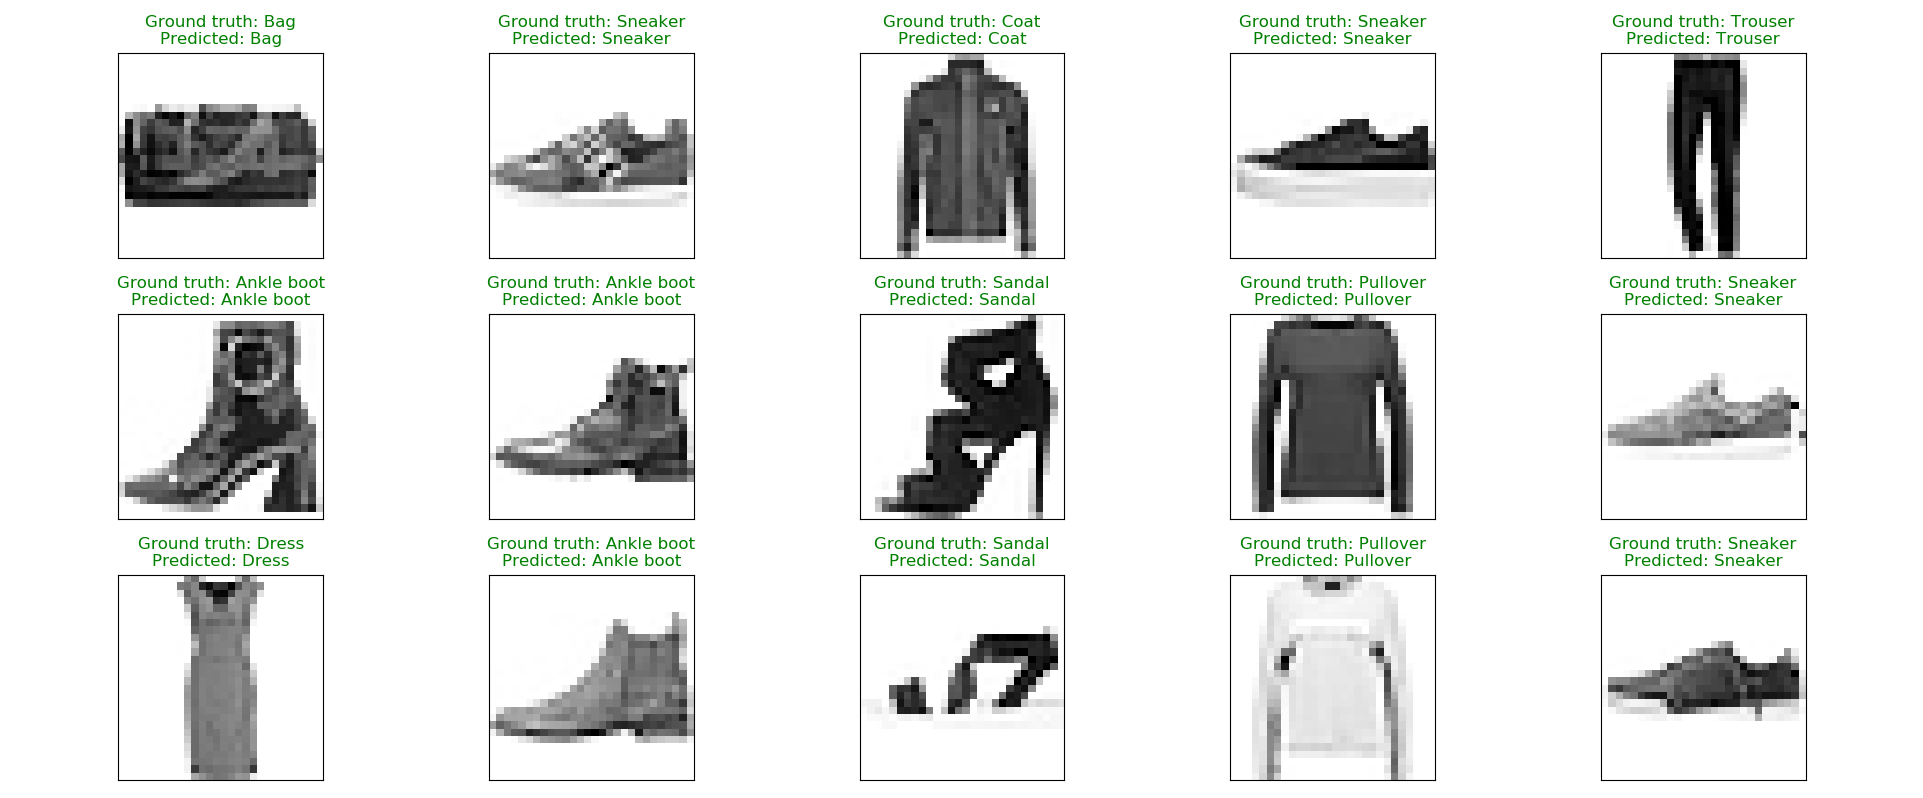 Ground truth: Bag
Predicted: Bag
Ground truth: Sneaker
Predicted: Sneaker
Ground truth: Coat
Predicted: Coat
Ground truth: Sneaker
Predicted: Sneaker
Ground truth: Trouser
Predicted: Trouser
Ground truth: Ankle boot
Predicted: Ankle boot
Ground truth: Ankle boot
Predicted: Ankle boot
Ground truth: Sandal
Predicted: Sandal
Ground truth: Pullover
Predicted: Pullover
Ground truth: Sneaker
Predicted: Sneaker
Ground truth: Dress
Predicted: Dress
Ground truth: Ankle boot
Predicted: Ankle boot
Ground truth: Sandal
Predicted: Sandal
Ground truth: Pullover
Predicted: Pullover
Ground truth: Sneaker
Predicted: Sneaker